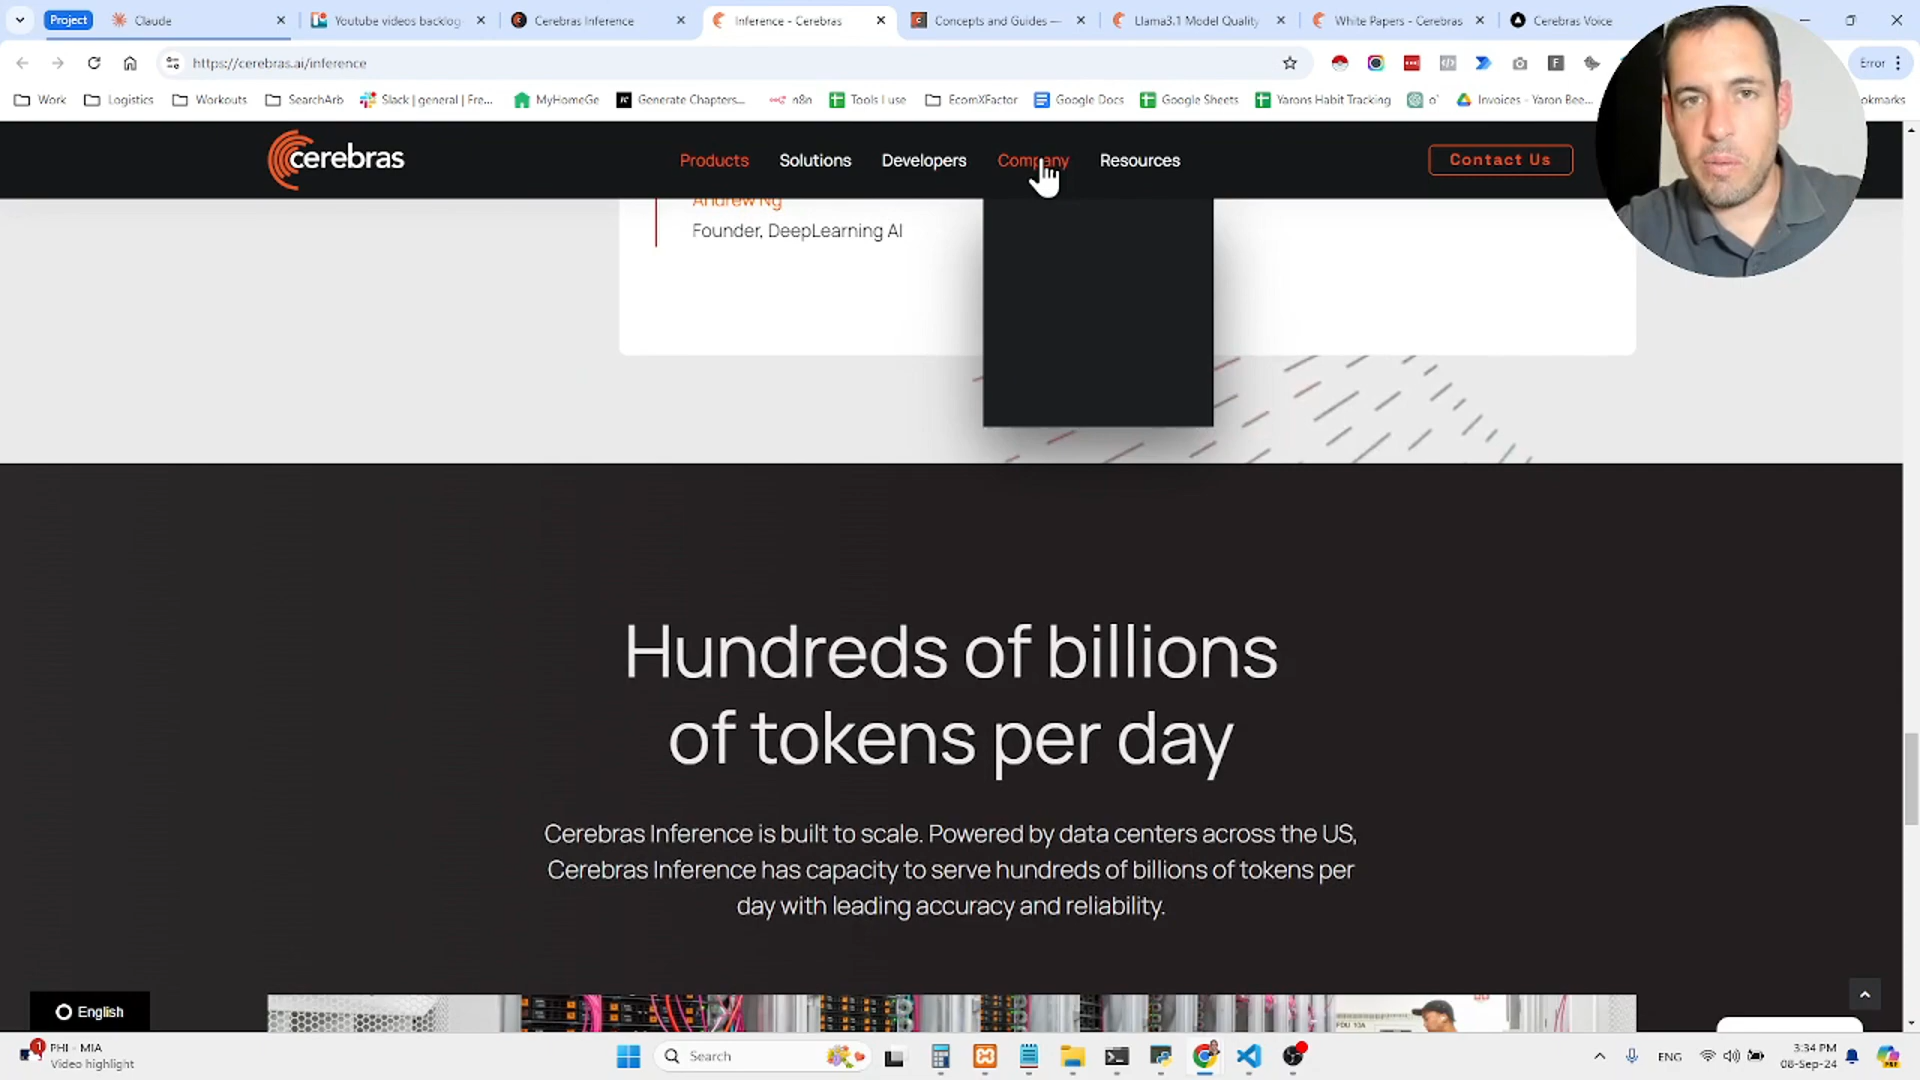 Project
Claude
Youtube videos backlog
Cerebras Inference
Inference - Cerebras
Concepts and Guides —
Llama3.1 Model Quality
White Papers - Cerebras
Cerebras Voice
https://cerebras.ai/inference
Error
Work
Logistics
Workouts
SearchArb
Slack | general | Fre...
MyHomeGe
Generate Chapters...
n8n
Tools I use
EcomXFactor
Google Docs
Google Sheets
Yarons Habit Tracking
o'
Invoices - Yaron Bee...
okmarks
cerebras
Products
Solutions
Developers
Company
Resources
Contact Us
Andrew Ng
Founder, DeepLearning AI
Hundreds of billions
of tokens per day
Cerebras Inference is built to scale. Powered by data centers across the US,
Cerebras Inference has capacity to serve hundreds of billions of tokens per
day with leading accuracy and reliability.
English
1
PHI - MIA
Video highlight
Search
ENG
3:34 PM
08-Sep-24